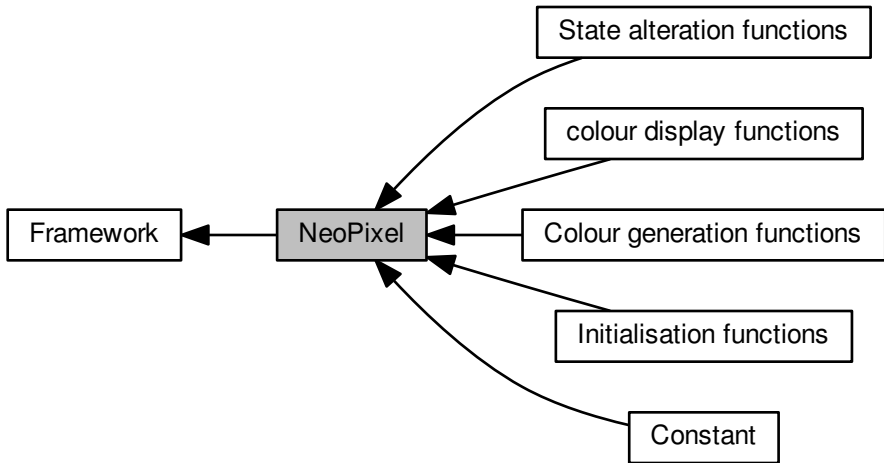 State alteration functions
colour display functions
Framework
NeoPixel
Colour generation functions
Initialisation functions
Constant